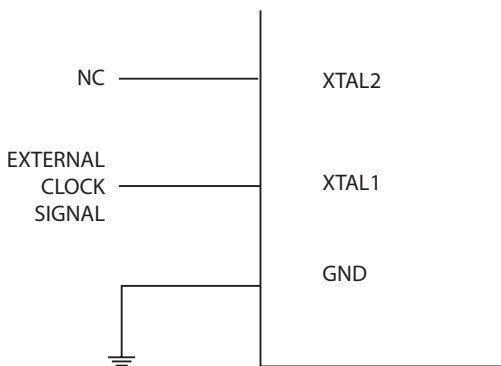 NC
XTAL2
EXTERNAL
CLOCK
SIGNAL
XTAL1
GND